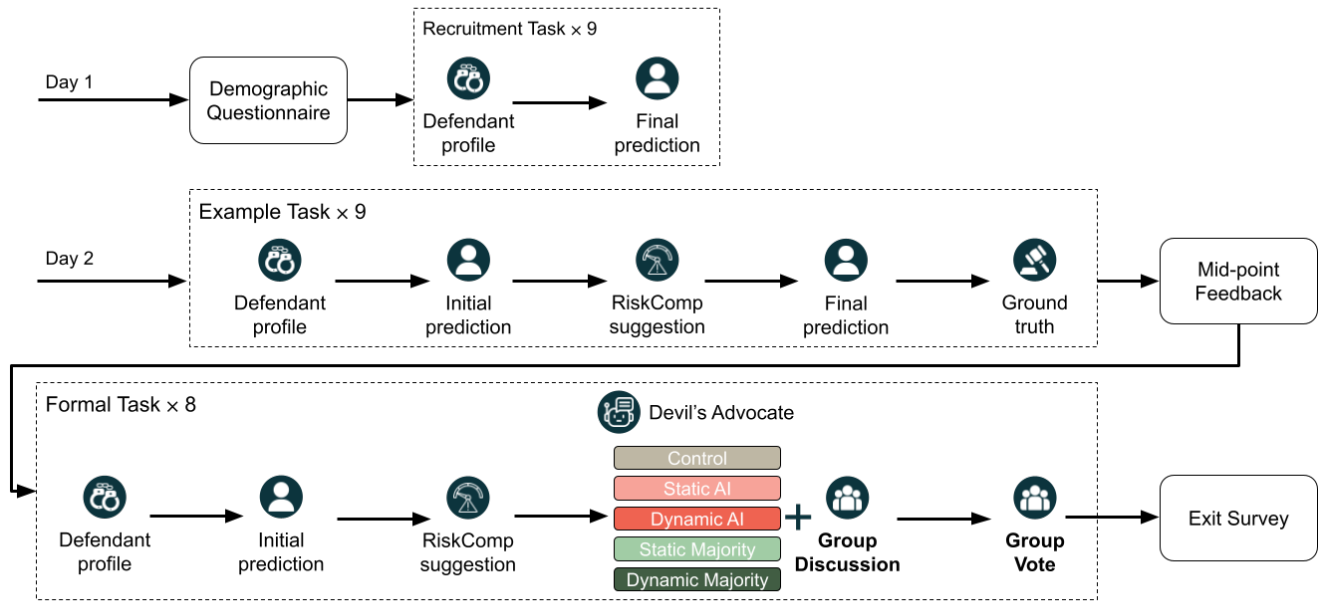 Recruitment Task × 9
Day 1
Demographic
Questionnaire
Defendant
profile
Final
prediction
Example Task × 9
Day 2
Defendant
profile
Initial
prediction
RiskComp
suggestion
Final
prediction
Ground
truth
Mid-point
Feedback
Formal Task × 8
Devil's Advocate
Control
Static AI
Dynamic AI
Static Majority
Dynamic Majority
Defendant
profile
Initial
prediction
RiskComp
suggestion
+
Group
Discussion
Group
Vote
Exit Survey